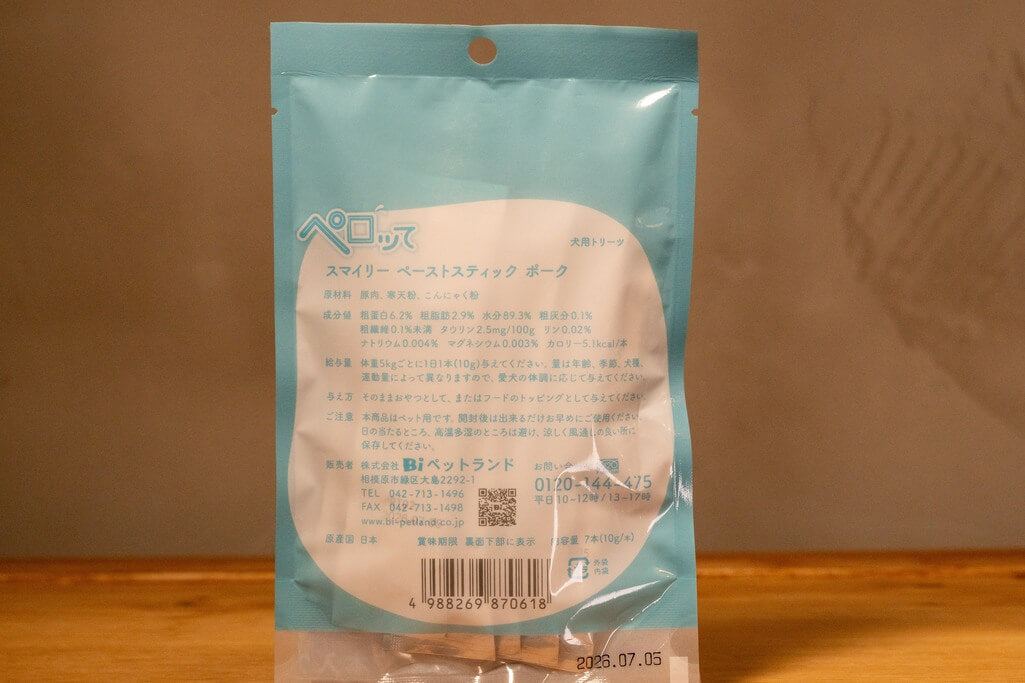 ペロッて
犬用トリーツ
スマイリー ペーストスティック ポーク
原材料 豚肉、寒天粉、こんにゃく粉
成分値 粗蛋白6.2% 粗脂肪2.9% 水分89.3% 粗灰分0.1%
粗繊維0.1%未満 タウリン2.5mg/100g リン0.02%
ナトリウム0.004% マグネシウム0.003% カロリー5.1kcal/本
給与量 体重5kgごとに1日1本(10g)与えてください。量は年齢、季節、犬種、
運動量によって異なりますので、愛犬の体調に応じて与えてください。
与え方 そのままおやつとして、またはフードのトッピングとして与えてください。
ご注意 本商品はペット用です。開封後は出来るだけお早めにご使用ください。
日の当たるところ、高温多湿のところは避け、涼しく風通しの良い所に
保存してください。
販売者 株式会社 Bi ペットランド
相模原市緑区大島2292-1
TEL 042-713-1496
FAX 042-713-1498
www.bi-petland.co.jp
お問い合
0120-144-475
平日10~12時/13~17時
原産国 日本 賞味期限 裏面下部に表示 内容量 7本(10g/本)
外袋
内袋
4 988269 870618
2026.07.05